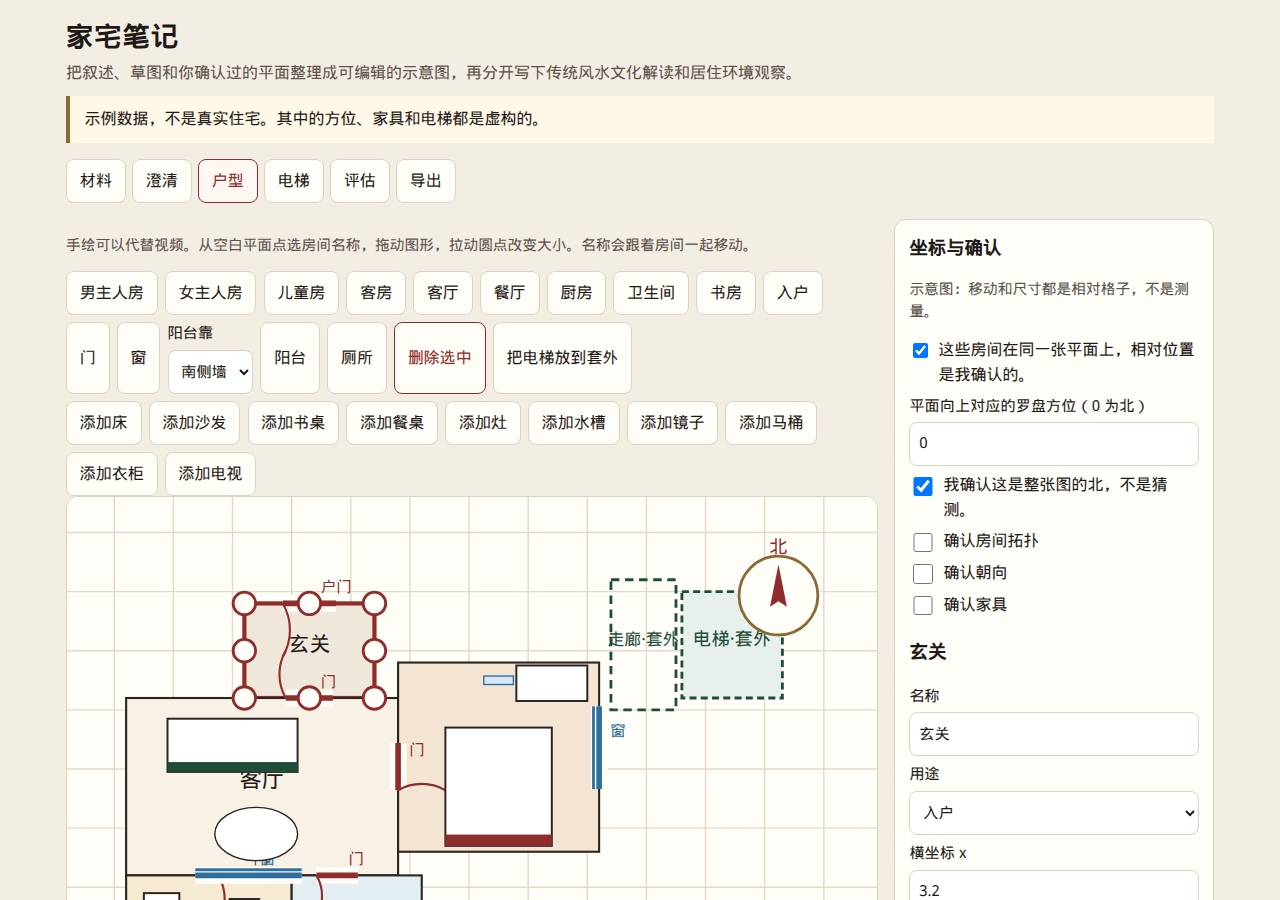 家宅笔记
把叙述、草图和你确认过的平面整理成可编辑的示意图，再分开写下传统风水文化解读和居住环境观察。
示例数据，不是真实住宅。其中的方位、家具和电梯都是虚构的。
材料 澄清 户型 电梯 评估 导出
手绘可以代替视频。从空白平面点选房间名称，拖动图形，拉动圆点改变大小。名称会跟着房间一起移动。
男主人房 女主人房 儿童房 客房 客厅 餐厅 厨房 卫生间 书房 入户
门 窗 阳台靠 南侧墙 阳台 厕所 删除选中 把电梯放到套外
添加床 添加沙发 添加书桌 添加餐桌 添加灶 添加水槽 添加镜子 添加马桶
添加衣柜 添加电视
北
户门
玄关
走廊·套外 电梯·套外
门
窗
门
客厅
门
坐标与确认
示意图：移动和尺寸都是相对格子，不是测
量。
这些房间在同一张平面上，相对位置
是我确认的。
平面向上对应的罗盘方位（0 为北）
0
我确认这是整张图的北，不是猜
测。
确认房间拓扑
确认朝向
确认家具
玄关
名称
玄关
用途
入户
横坐标 x
3.2